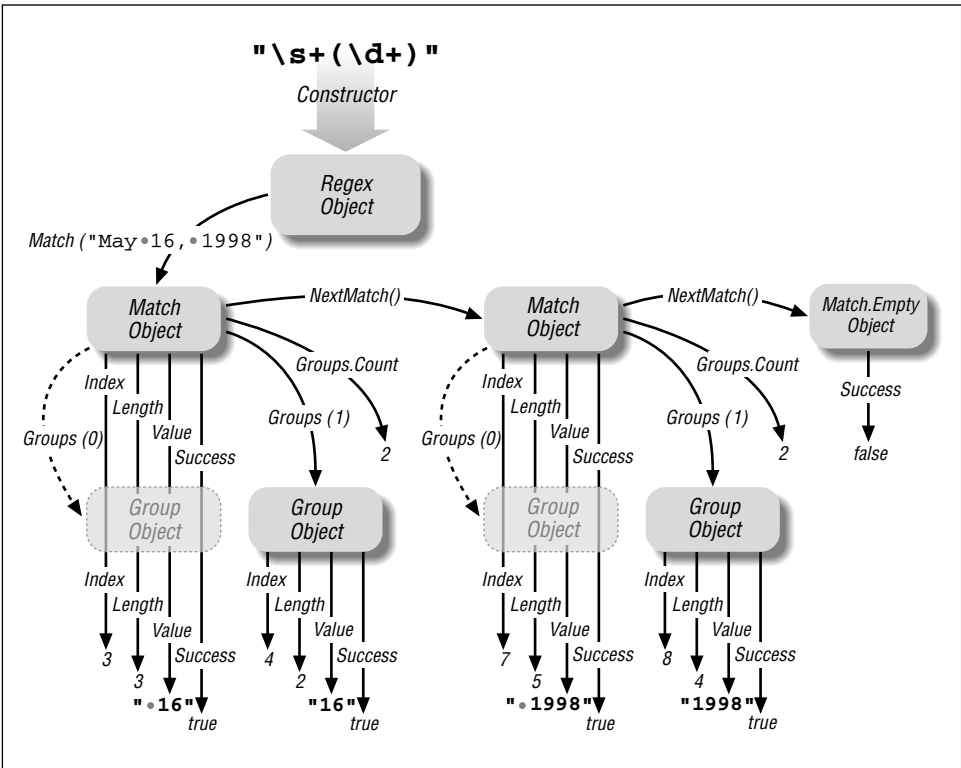 "\s+(\d+)"
Constructor
Regex
Object
Match ("May•16,•1998")
Match
Object
NextMatch()
Match
Object
NextMatch()
Match.Empty
Object
Groups.Count
Groups.Count
Index
Length
Value
Success
Groups (0)
Groups (1)
2
Index
Length
Value
Success
Groups (0)
Groups (1)
2
Success
false
Group
Object
Group
Object
Group
Object
Group
Object
Index
Length
Value
Success
3
3
"•16"
true
Index
Length
Value
Success
4
2
"16"
true
Index
Length
Value
Success
7
5
"•1998"
true
Index
Length
Value
Success
8
4
"1998"
true